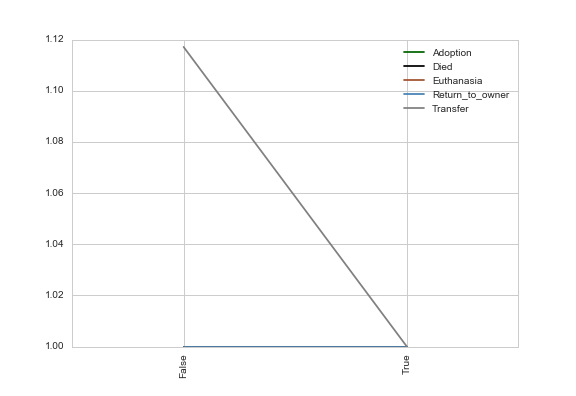 1.12
1.10
1.08
1.06
1.04
1.02
1.00
Adoption
Died
Euthanasia
Return_to_owner
Transfer
False
True